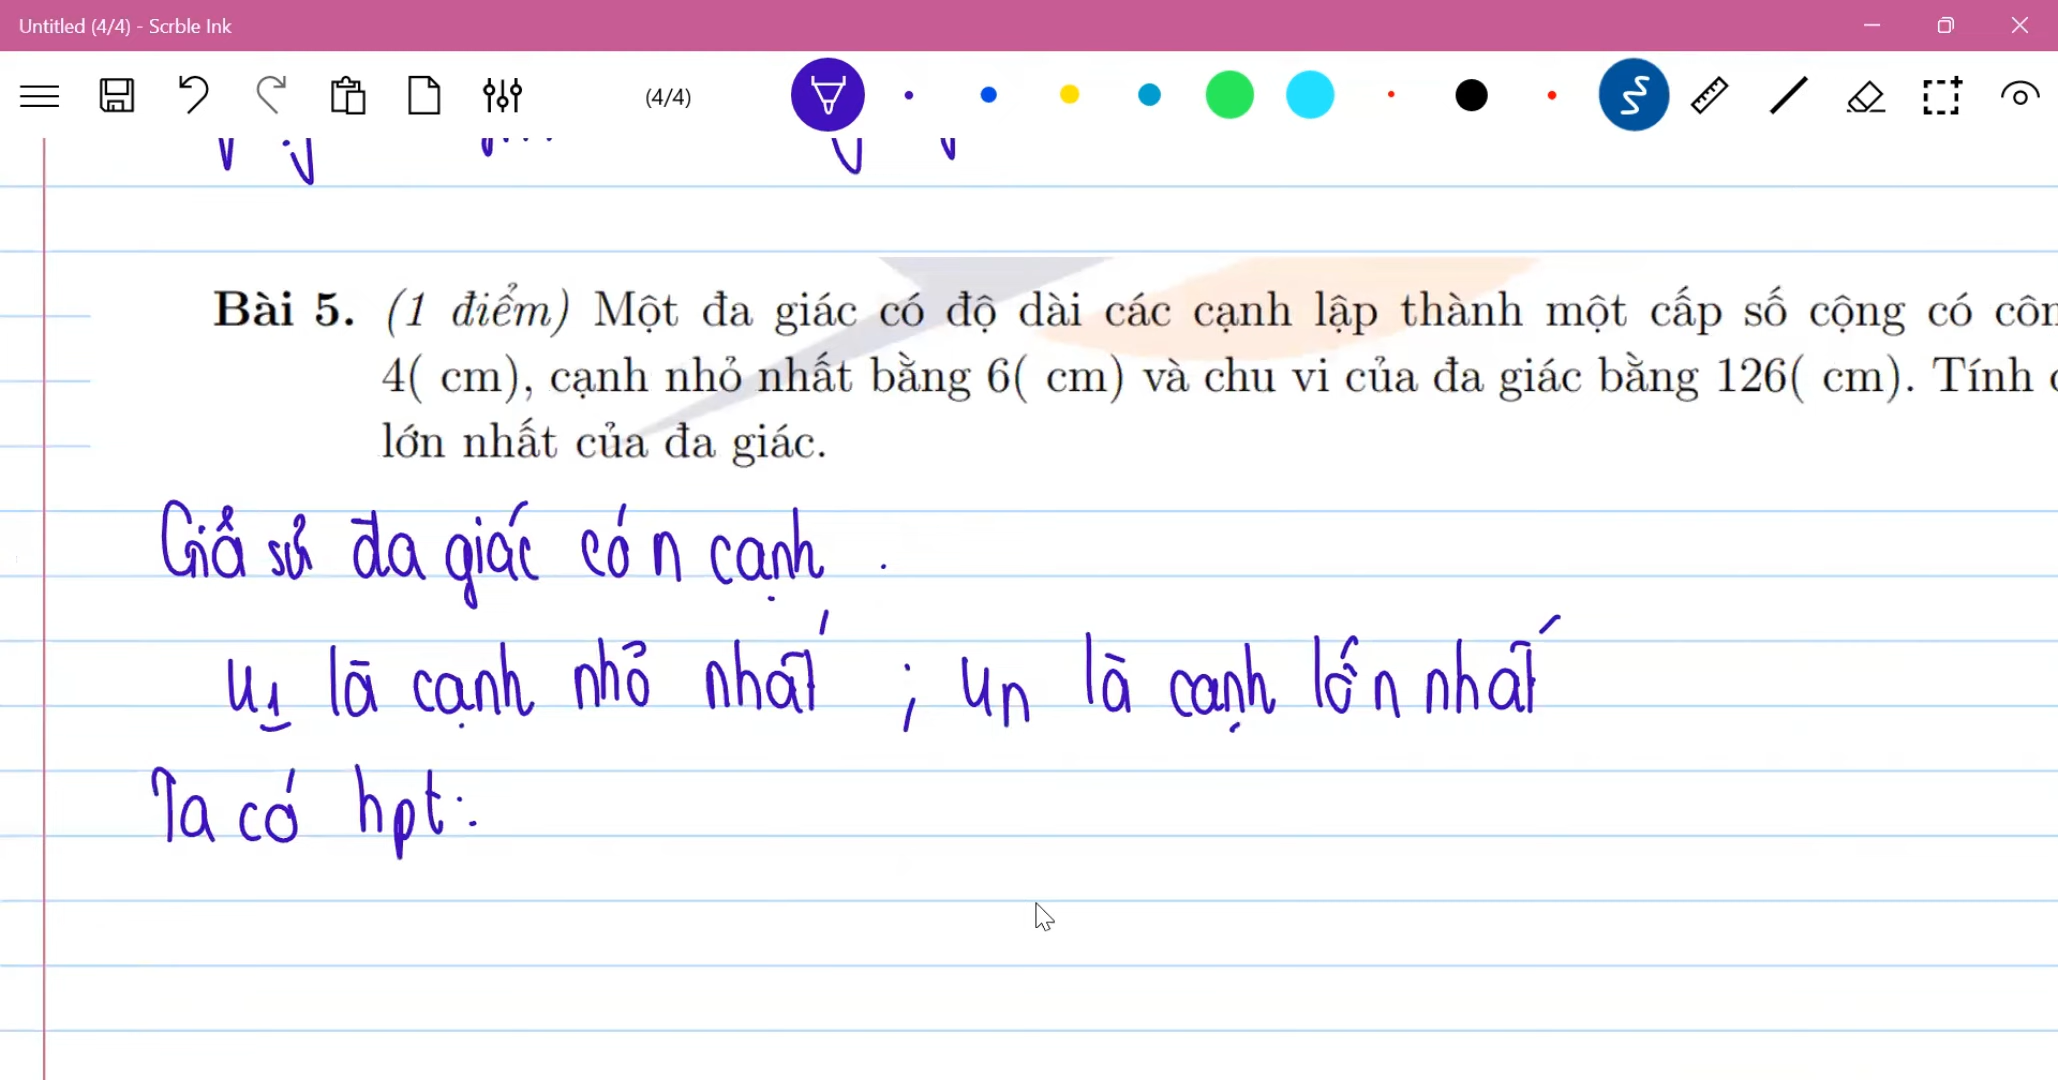 Untitled (4/4) - Scrble Ink
(4/4)
Bài 5. (1 điểm) Một đa giác có độ dài các cạnh lập thành một cấp số cộng có
4( cm), cạnh nhỏ nhất bằng 6( cm) và chu vi của đa giác bằng 126( cm). Tính
lớn nhất của đa giác.
Giả sử đa giác có n cạnh .
u1 là cạnh nhỏ nhất ; un là cạnh lớn nhất
Ta có hpt: